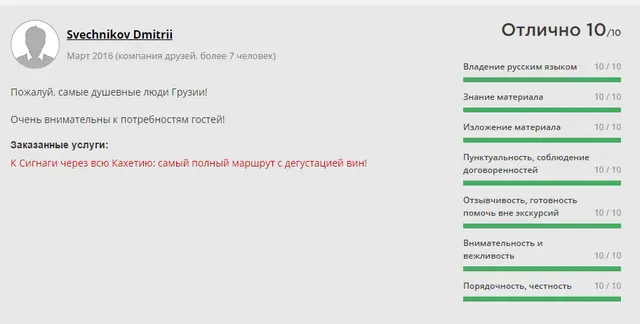 Svechnikov Dmitrii
Март 2016 (компания друзей, более 7 человек)
Пожалуй, самые душевные люди Грузии!
Очень внимательны к потребностям гостей!
Заказанные услуги:
К Сигнаги через всю Кахетию: самый полный маршрут с дегустацией вин!
Отлично 10/10
Владение русским языком 10 / 10
Знание материала 10 / 10
Изложение материала 10 / 10
Пунктуальность, соблюдение
договоренностей 10 / 10
Отзывчивость, готовность
помочь вне экскурсий 10 / 10
Внимательность и
вежливость 10 / 10
Порядочность, честность 10 / 10